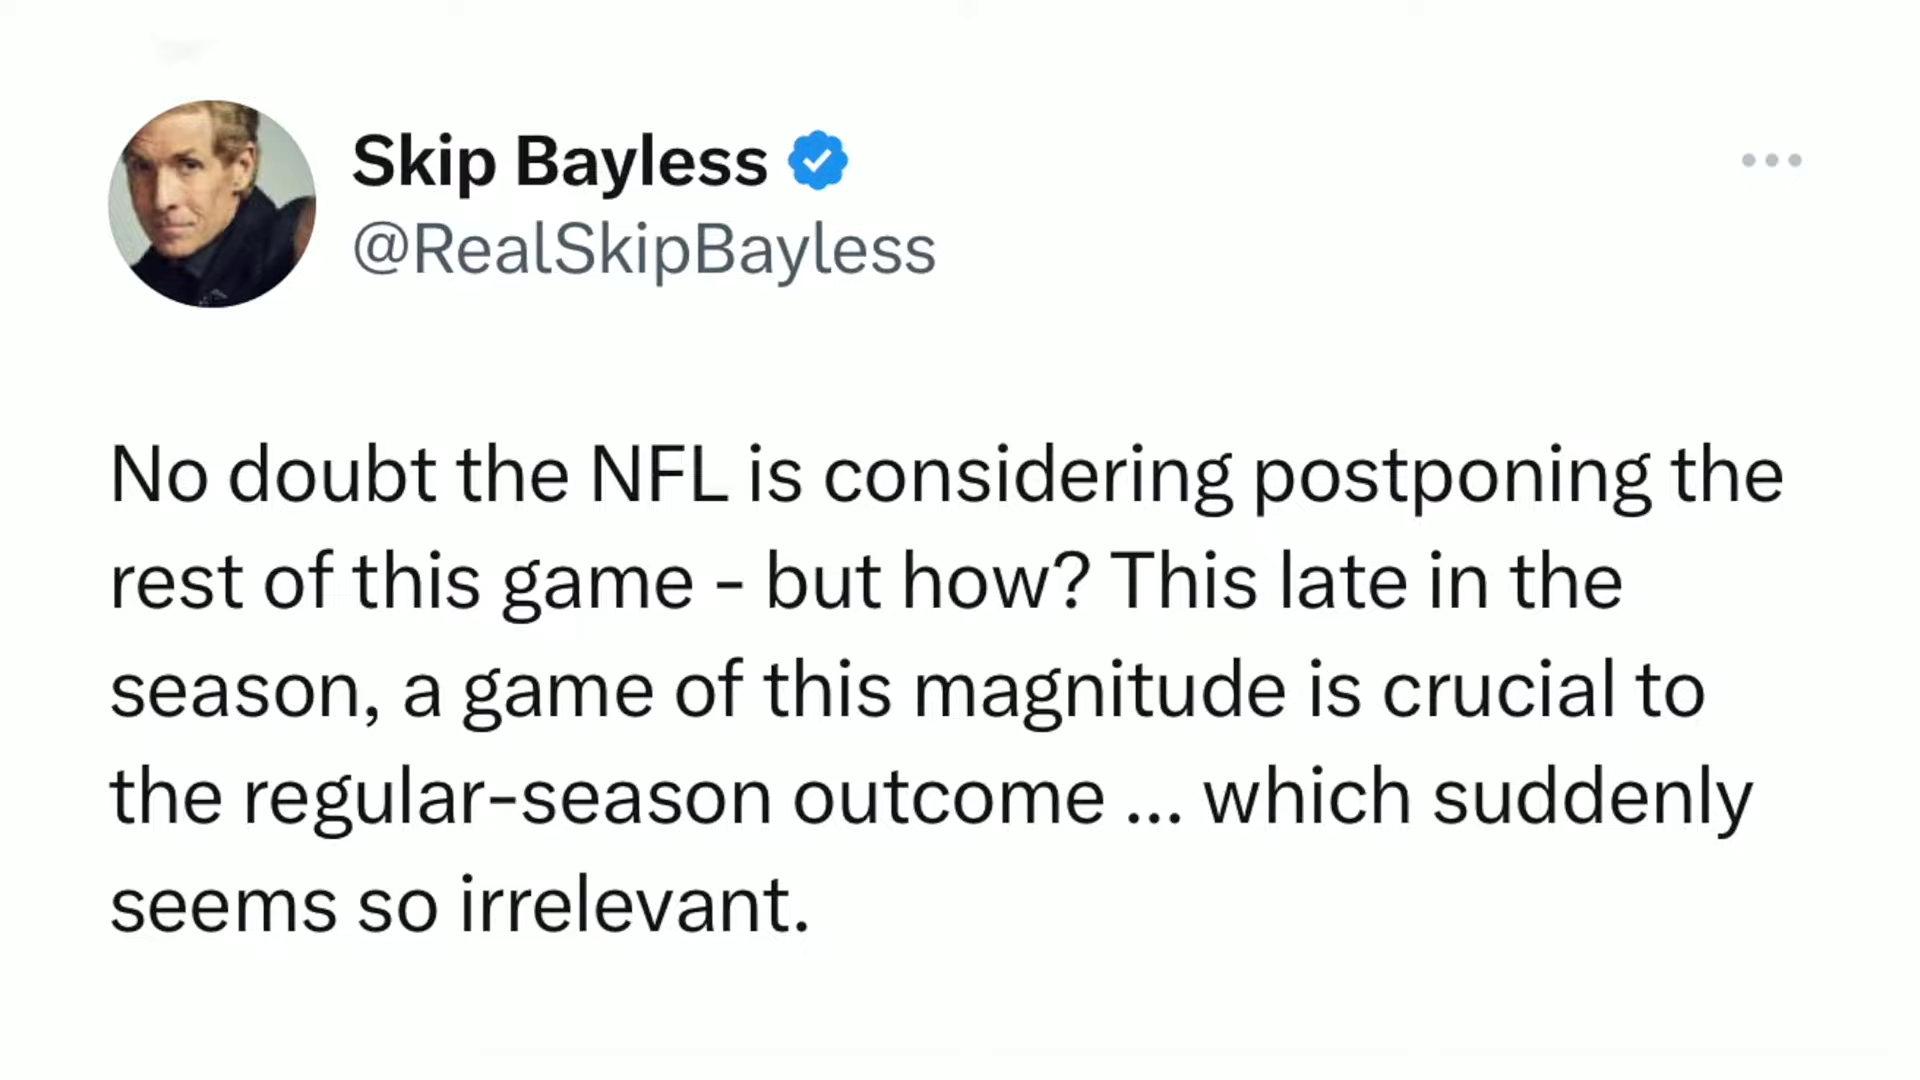 Skip Bayless
@RealSkipBayless
No doubt the NFL is considering postponing the
rest of this game - but how? This late in the
season, a game of this magnitude is crucial to
the regular-season outcome ... which suddenly
seems so irrelevant.